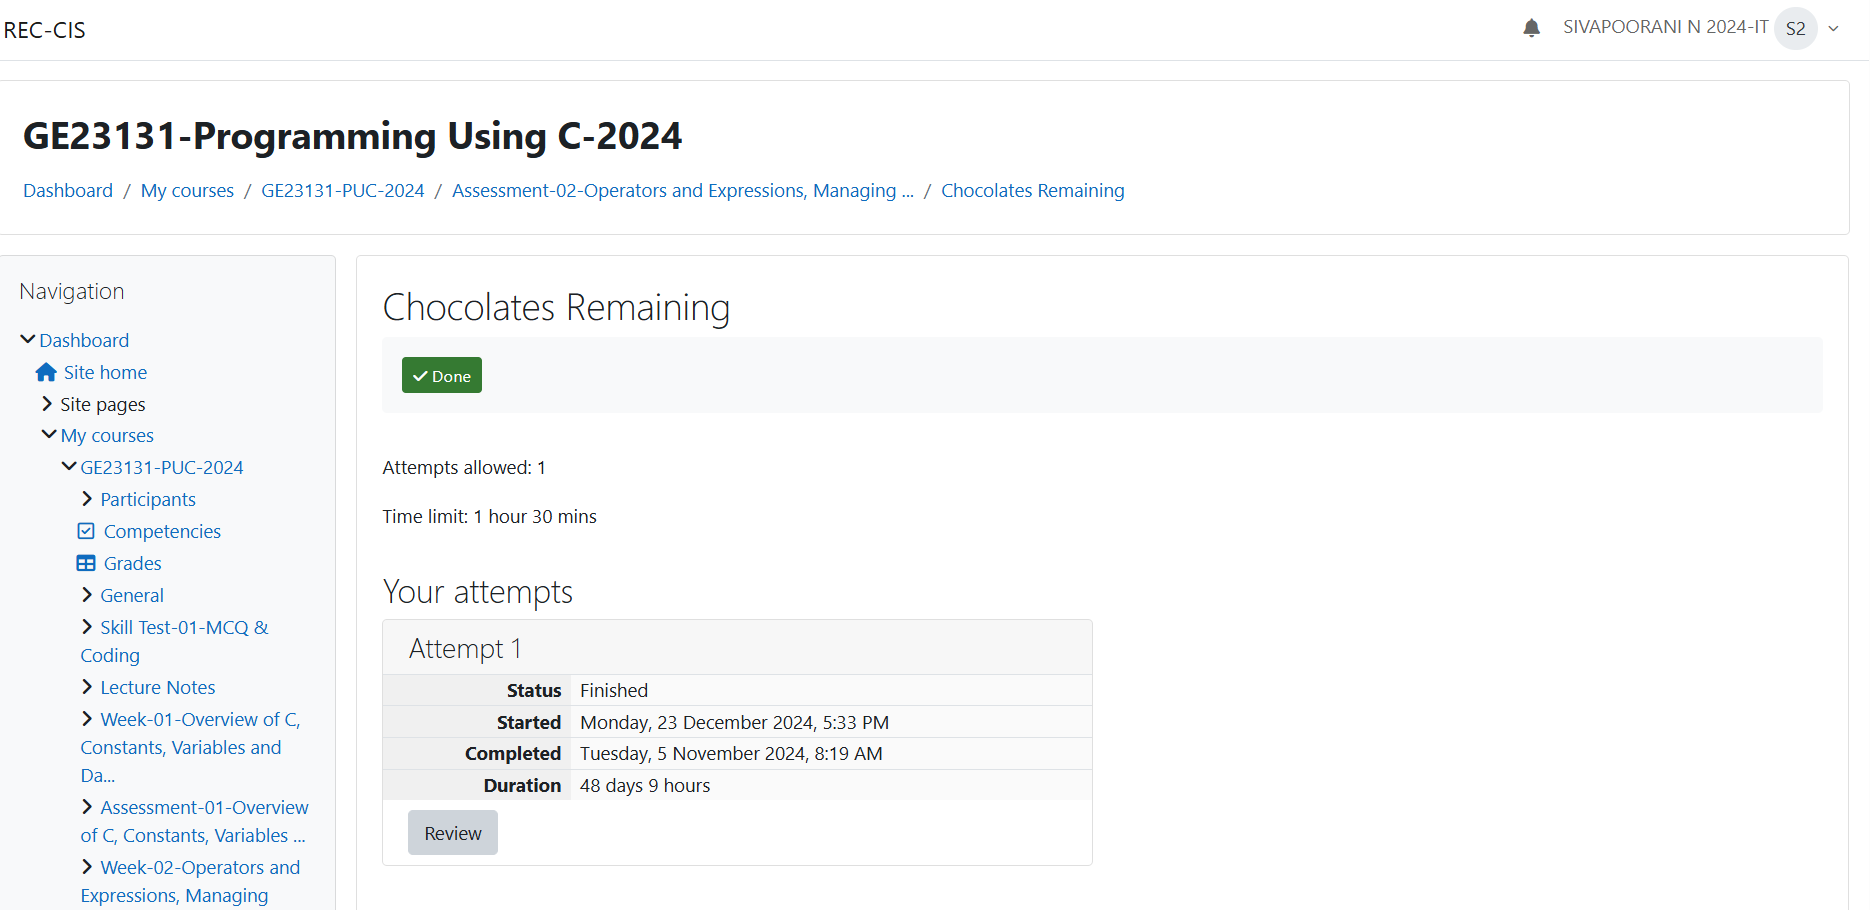 REC-CIS
SIVAPOORANI N 2024-IT S2
GE23131-Programming Using C-2024
Dashboard / My courses / GE23131-PUC-2024 / Assessment-02-Operators and Expressions, Managing ... / Chocolates Remaining
Navigation
Dashboard
Site home
Site pages
My courses
GE23131-PUC-2024
Participants
Competencies
Grades
General
Skill Test-01-MCQ &
Coding
Lecture Notes
Week-01-Overview of C,
Constants, Variables and
Da...
Assessment-01-Overview
of C, Constants, Variables ...
Week-02-Operators and
Expressions, Managing
Chocolates Remaining
Done
Attempts allowed: 1
Time limit: 1 hour 30 mins
Your attempts
Attempt 1
Status Finished
Started Monday, 23 December 2024, 5:33 PM
Completed Tuesday, 5 November 2024, 8:19 AM
Duration 48 days 9 hours
Review